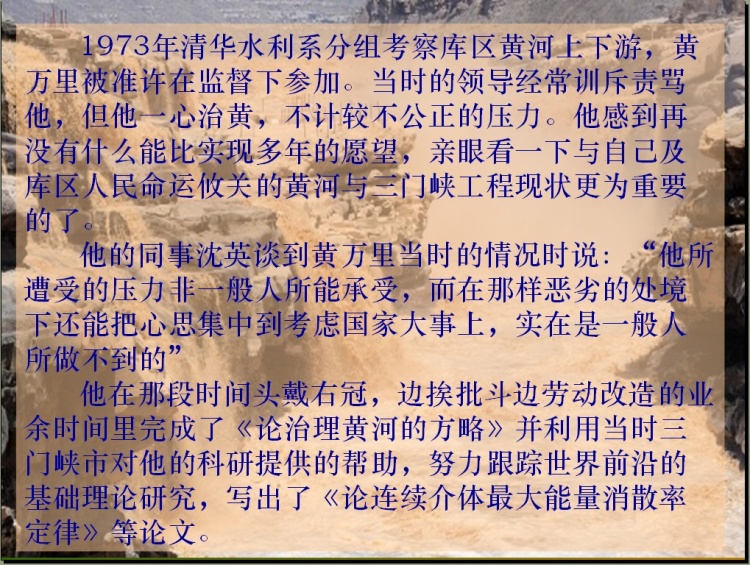 1973年清华水利系分组考察库区黄河上下游，黄
万里被准许在监督下参加。当时的领导经常训斥责骂
他，但他一心治黄，不计较不公正的压力。他感到再
没有什么能比实现多年的愿望，亲眼看一下与自己及
库区人民命运攸关的黄河与三门峡工程现状更为重要
的了。
他的同事沈英谈到黄万里当时的情况时说：“他所
遭受的压力非一般人所能承受，而在那样恶劣的处境
下还能把心思集中到考虑国家大事上，实在是一般人
所做不到的”
他在那段时间头戴右冠，边挨批斗边劳动改造的业
余时间里完成了《论治理黄河的方略》并利用当时三
门峡市对他的科研提供的帮助，努力跟踪世界前沿的
基础理论研究，写出了《论连续介体最大能量消散率
定律》等论文。